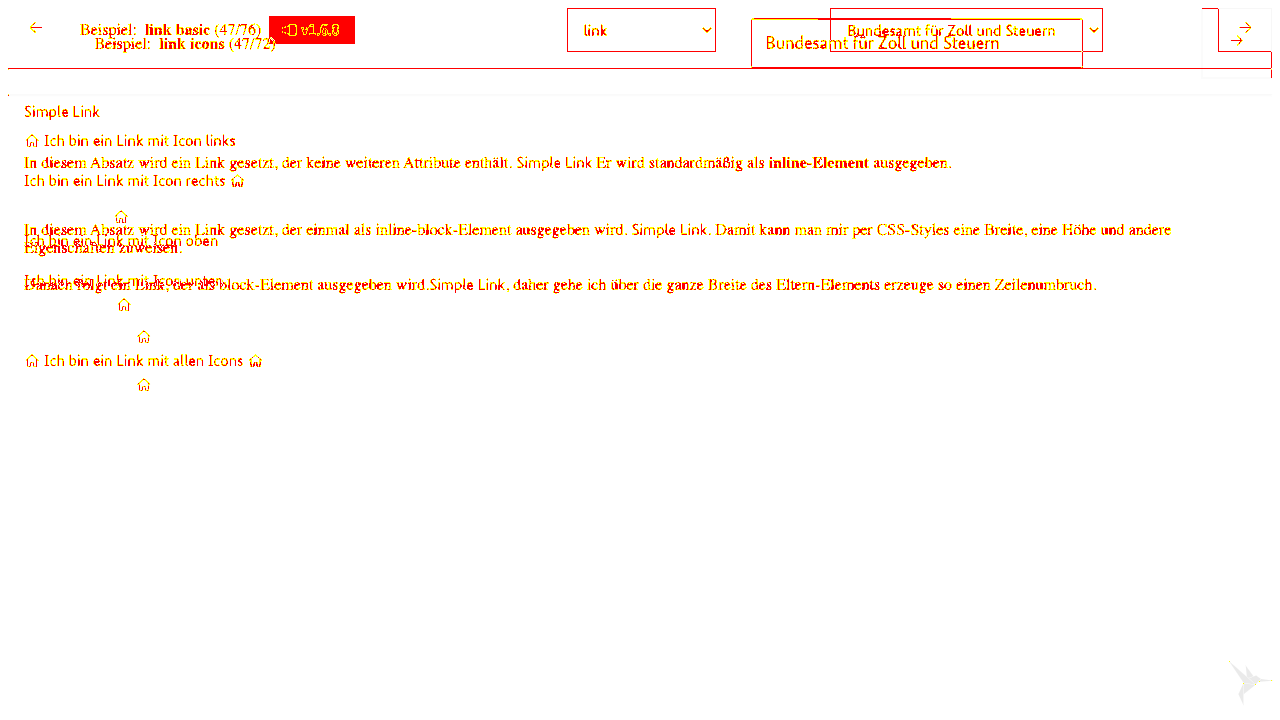 Beispiel: link basic (47/76) v1.6.8 link Bundesamt für Zoll und Steuern
Beispiel: link icons (47/72) Bundesamt für Zoll und Steuern
Simple Link
Ich bin ein Link mit Icon links
In diesem Absatz wird ein Link gesetzt, der keine weiteren Attribute enthält. Simple Link Er wird standardmäßig als inline-Element ausgegeben.
Ich bin ein Link mit Icon rechts
In diesem Absatz wird ein Link gesetzt, der einmal als inline-block-Element ausgegeben wird. Simple Link. Damit kann man mir per CSS-Styles eine Breite, eine Höhe und andere
Ich bin ein Link mit Icon oben
Eigenschaften zuweisen.
Ich bin ein Link mit Icon unten
Danach folgt ein Link, der als block-Element ausgegeben wird.Simple Link, daher gehe ich über die ganze Breite des Eltern-Elements erzeuge so einen Zeilenumbruch.
Ich bin ein Link mit allen Icons